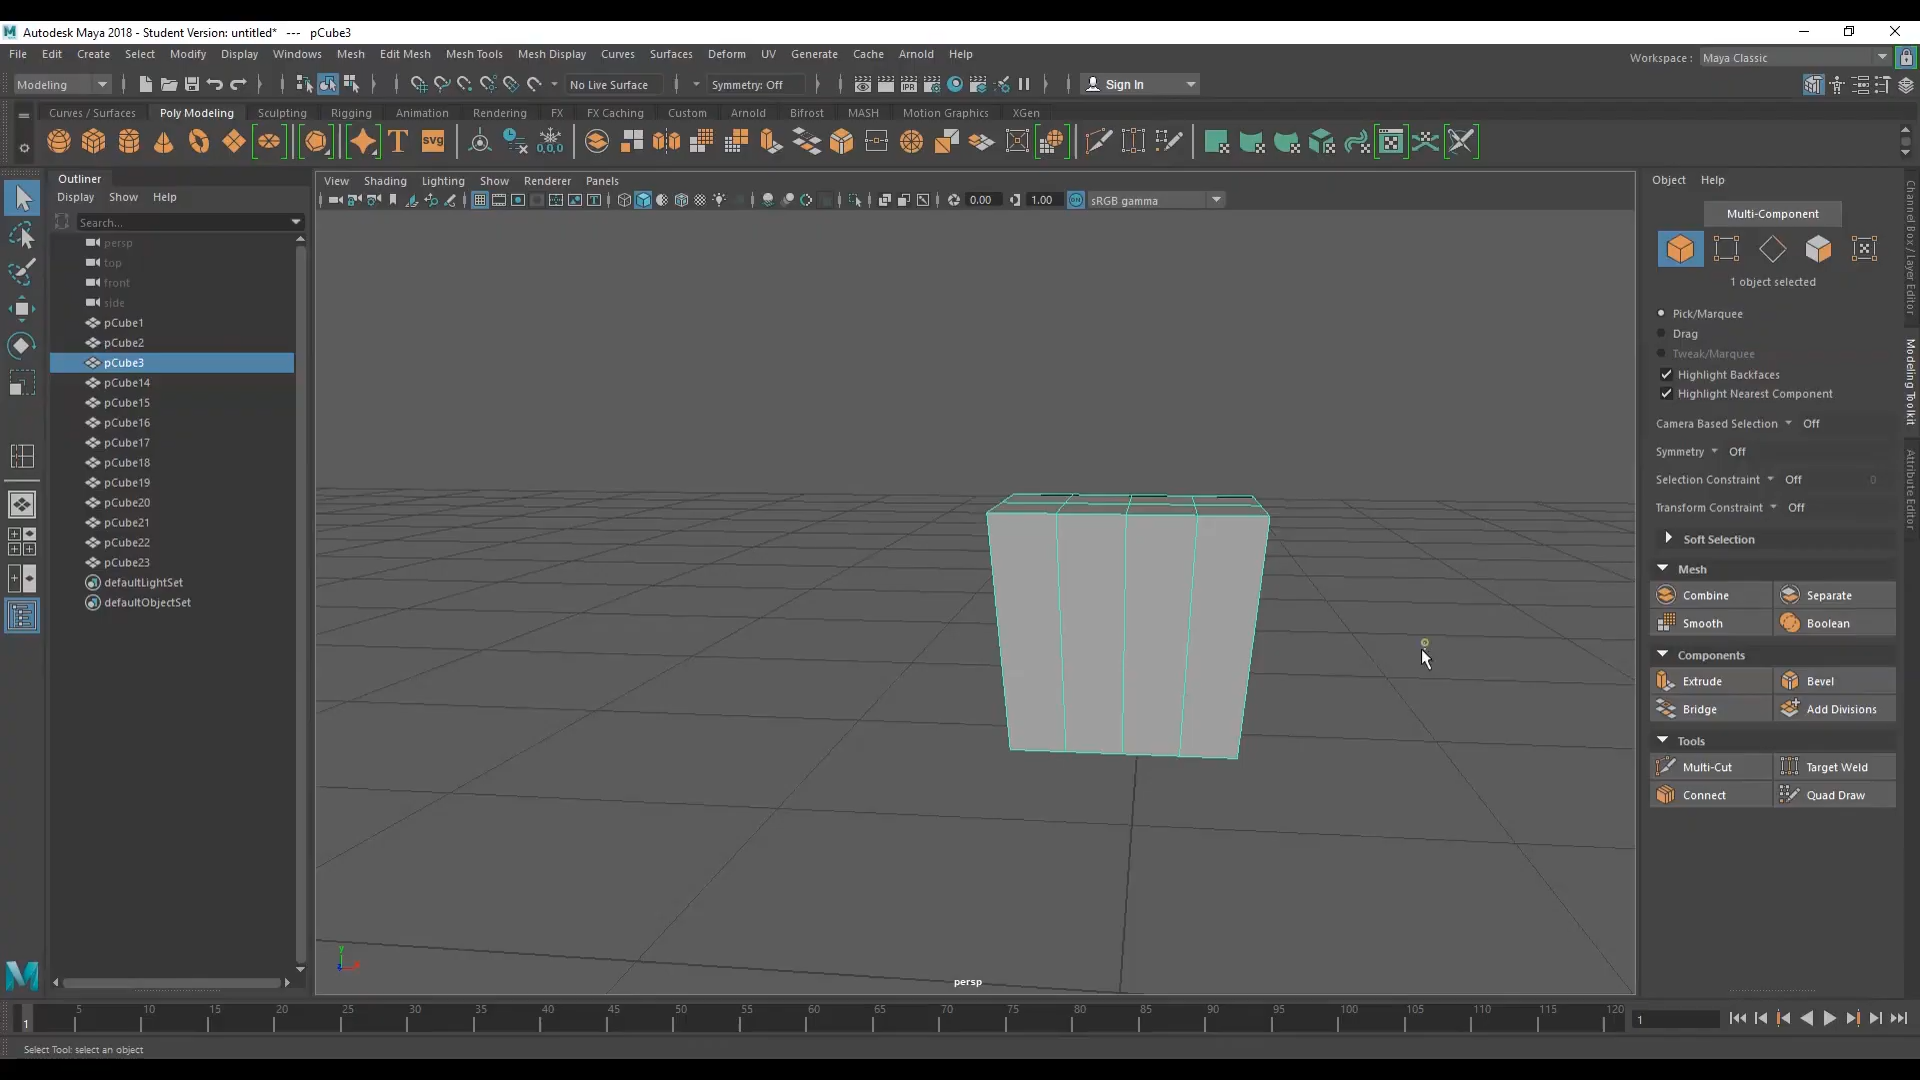 Autodesk Maya 2018 - Student Version: untitled* --- pCube3
File Edit Create Select Modify Display Windows Mesh Edit Mesh Mesh Tools Mesh Display Curves Surfaces Deform UV Generate Cache Arnold Help
Workspace : Maya Classic
Modeling No Live Surface Symmetry: Off Sign In
Curves / Surfaces Poly Modeling Sculpting Rigging Animation Rendering FX FX Caching Custom Arnold Bifrost MASH Motion Graphics XGen
Outliner
Display Show Help
Search...
persp
top
front
side
pCube1
pCube2
pCube3
pCube14
pCube15
pCube16
pCube17
pCube18
pCube19
pCube20
pCube21
pCube22
pCube23
defaultLightSet
defaultObjectSet
View Shading Lighting Show Renderer Panels
0.00 1.00 sRGB gamma
persp
Object Help
Multi-Component
1 object selected
Pick/Marquee
Drag
Tweak/Marquee
Highlight Backfaces
Highlight Nearest Component
Camera Based Selection Off
Symmetry Off
Selection Constraint Off 0
Transform Constraint Off
Soft Selection
Mesh
Combine Separate
Smooth Boolean
Components
Extrude Bevel
Bridge Add Divisions
Tools
Multi-Cut Target Weld
Connect Quad Draw
Channel Box / Layer Editor
Modeling Toolkit
Attribute Editor
5 10 15 20 25 30 35 40 45 50 55 60 65 70 75 80 85 90 95 100 105 110 115 120
1
1
Select Tool: select an object